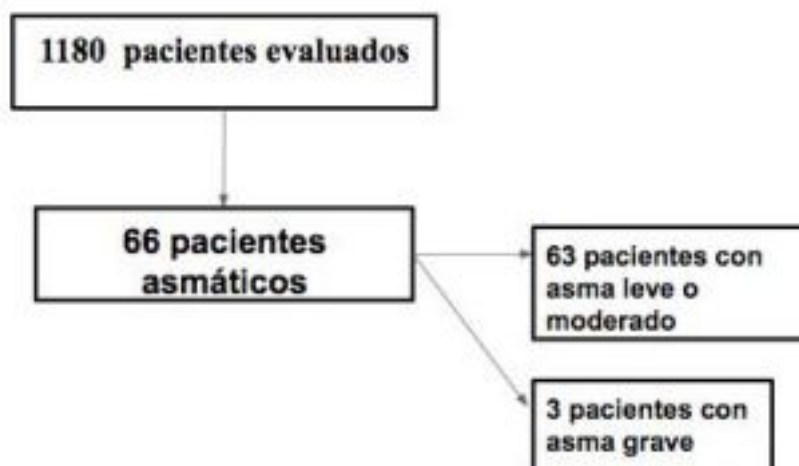 1180 pacientes evaluados
66 pacientes
asmáticos
63 pacientes con
asma leve o
moderado
3 pacientes con
asma grave